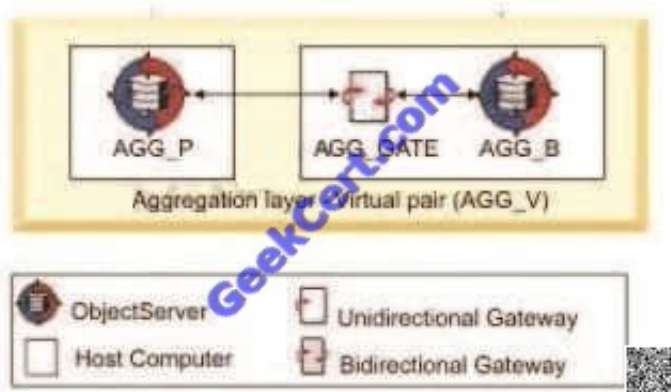 AGG_P
AGG_GATE
AGG_B
Aggregation layer - Virtual pair (AGG_V)
GeekCert.com
ObjectServer
Unidirectional Gateway
Host Computer
Bidirectional Gateway